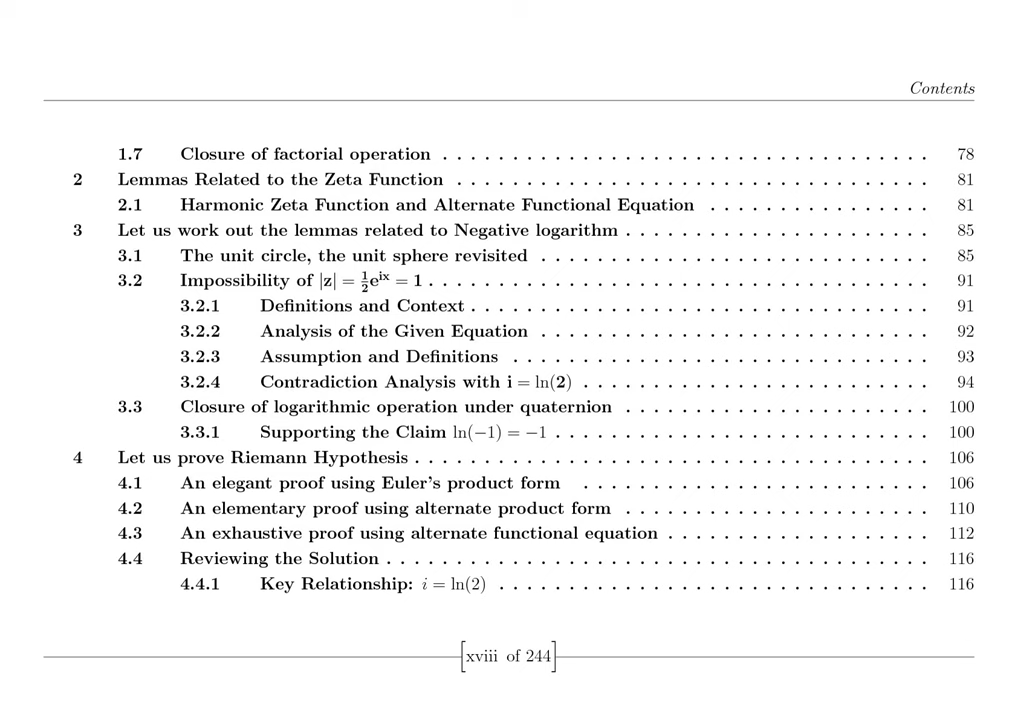 Contents
1.7 Closure of factorial operation . . . . . . . . . . . . . . . . . . . . . . . . . . . . . . . . . . . 78
2 Lemmas Related to the Zeta Function . . . . . . . . . . . . . . . . . . . . . . . . . . . . . . . . . . 81
2.1 Harmonic Zeta Function and Alternate Functional Equation . . . . . . . . . . . . . . . . 81
3 Let us work out the lemmas related to Negative logarithm . . . . . . . . . . . . . . . . . . . . . . 85
3.1 The unit circle, the unit sphere revisited . . . . . . . . . . . . . . . . . . . . . . . . . . . . 85
3.2 Impossibility of |z| = ½e^ix = 1 . . . . . . . . . . . . . . . . . . . . . . . . . . . . . . . . . . . . 91
3.2.1 Definitions and Context . . . . . . . . . . . . . . . . . . . . . . . . . . . . . . . . . 91
3.2.2 Analysis of the Given Equation . . . . . . . . . . . . . . . . . . . . . . . . . . . . 92
3.2.3 Assumption and Definitions . . . . . . . . . . . . . . . . . . . . . . . . . . . . . . 93
3.2.4 Contradiction Analysis with i = ln(2) . . . . . . . . . . . . . . . . . . . . . . . . . 94
3.3 Closure of logarithmic operation under quaternion . . . . . . . . . . . . . . . . . . . . . . 100
3.3.1 Supporting the Claim ln(−1) = −1 . . . . . . . . . . . . . . . . . . . . . . . . . . . 100
4 Let us prove Riemann Hypothesis . . . . . . . . . . . . . . . . . . . . . . . . . . . . . . . . . . . . . 106
4.1 An elegant proof using Euler's product form . . . . . . . . . . . . . . . . . . . . . . . . . 106
4.2 An elementary proof using alternate product form . . . . . . . . . . . . . . . . . . . . . . 110
4.3 An exhaustive proof using alternate functional equation . . . . . . . . . . . . . . . . . . . 112
4.4 Reviewing the Solution . . . . . . . . . . . . . . . . . . . . . . . . . . . . . . . . . . . . . . . 116
4.4.1 Key Relationship: i = ln(2) . . . . . . . . . . . . . . . . . . . . . . . . . . . . . . . 116
[xviii of 244]